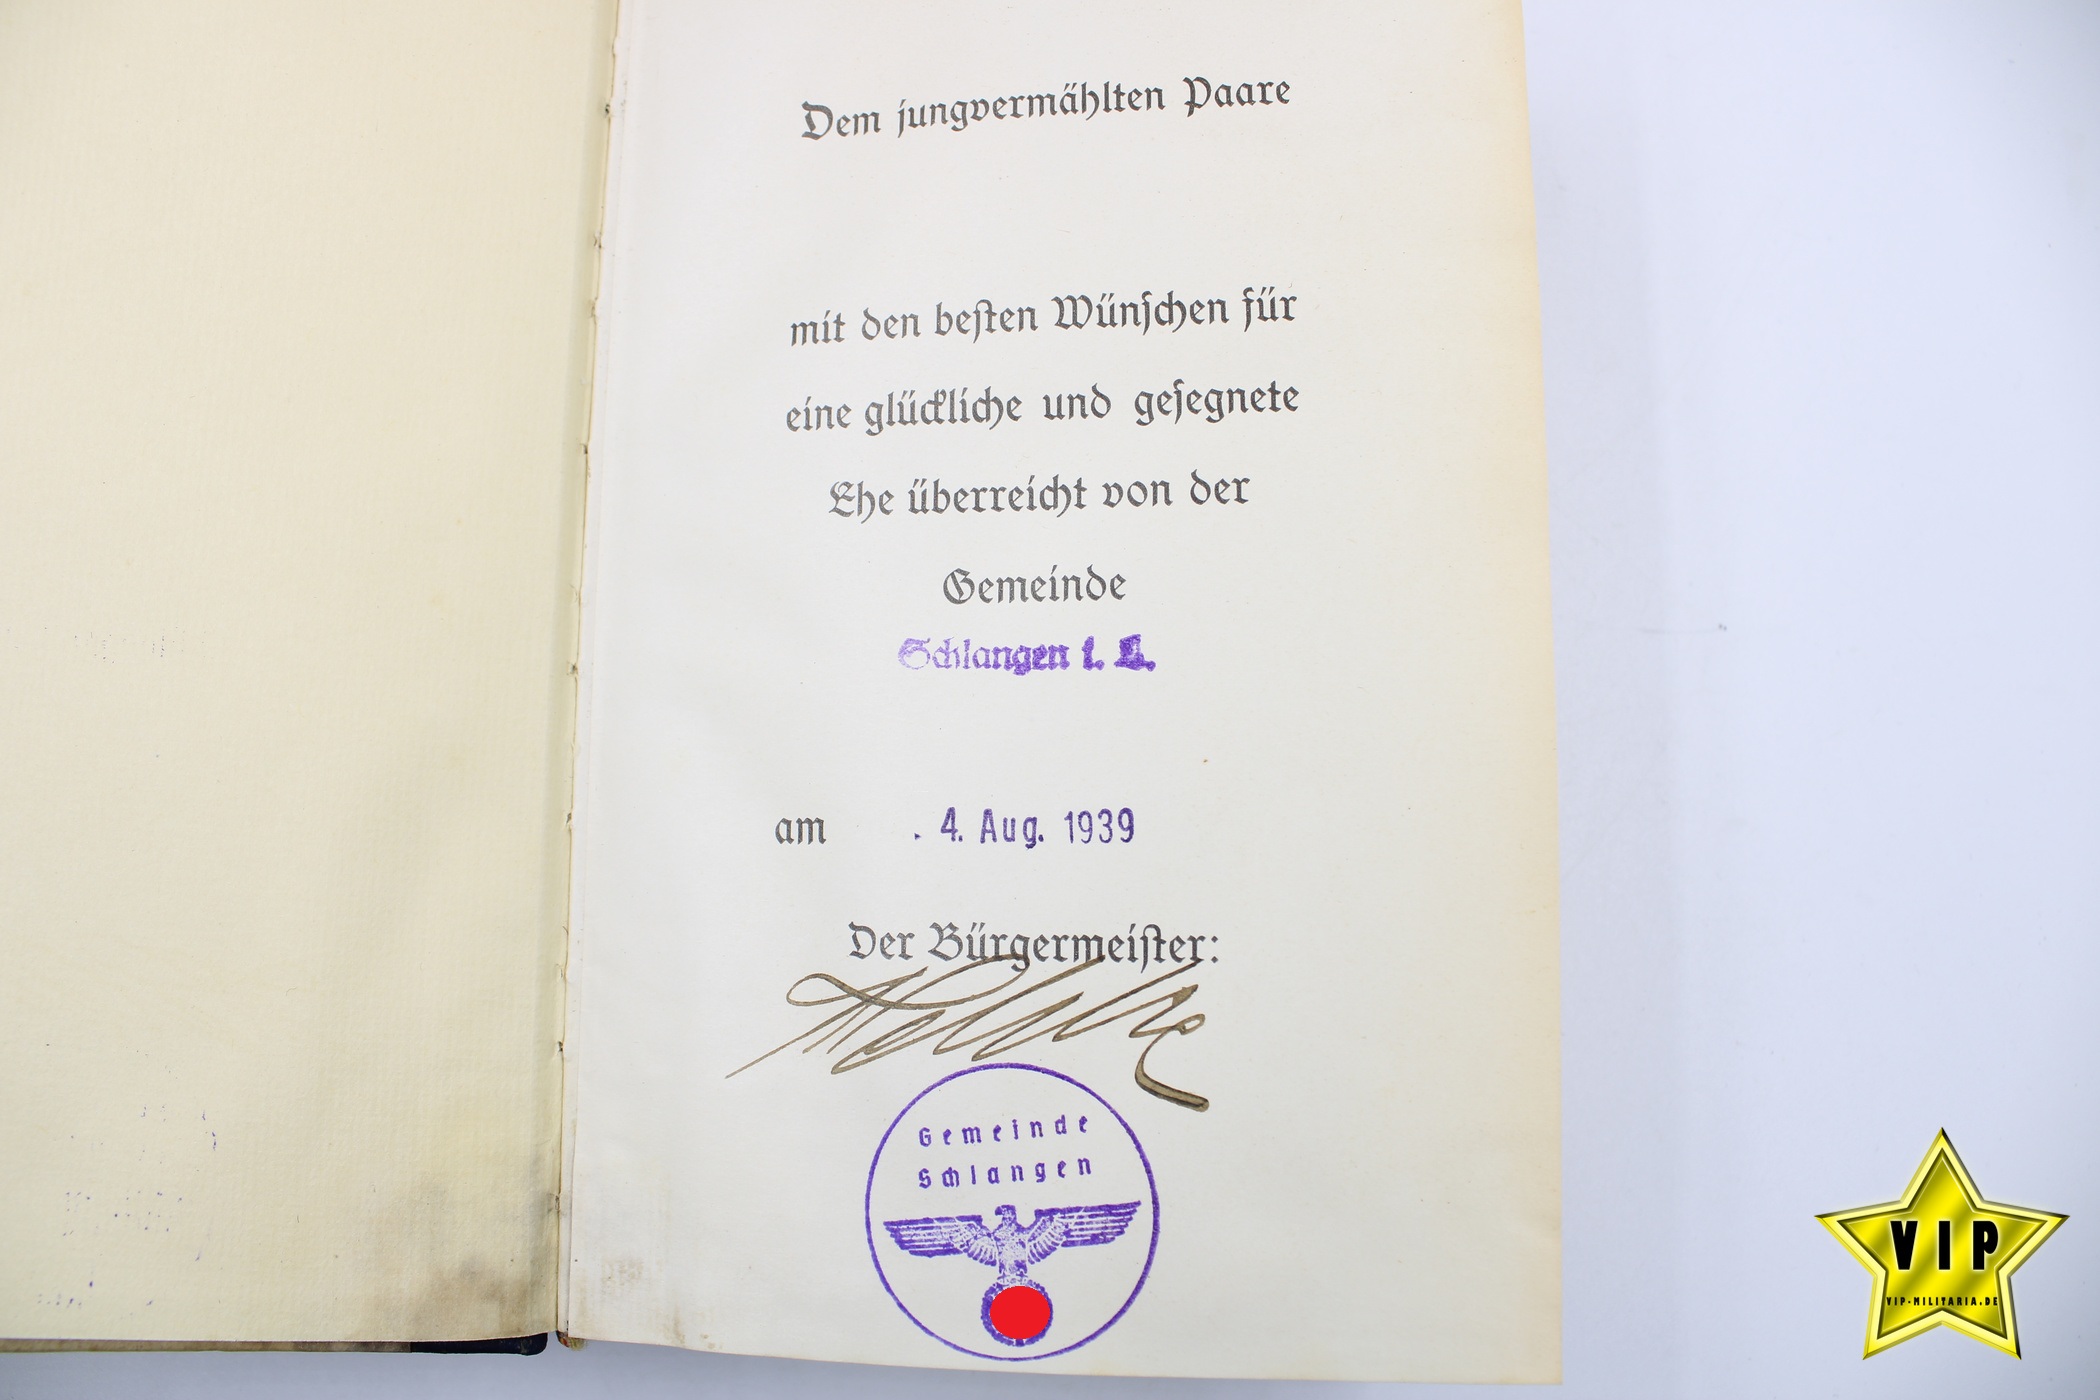 Dem jungvermählten Paare
mit den besten Wünschen für
eine glückliche und gesegnete
Ehe überreicht von der
Gemeinde
Schlangen i. L.
am . 4. Aug. 1939
Der Bürgermeister:
Gemeinde
Schlangen
VIP
VIP-MILITARIA.DE